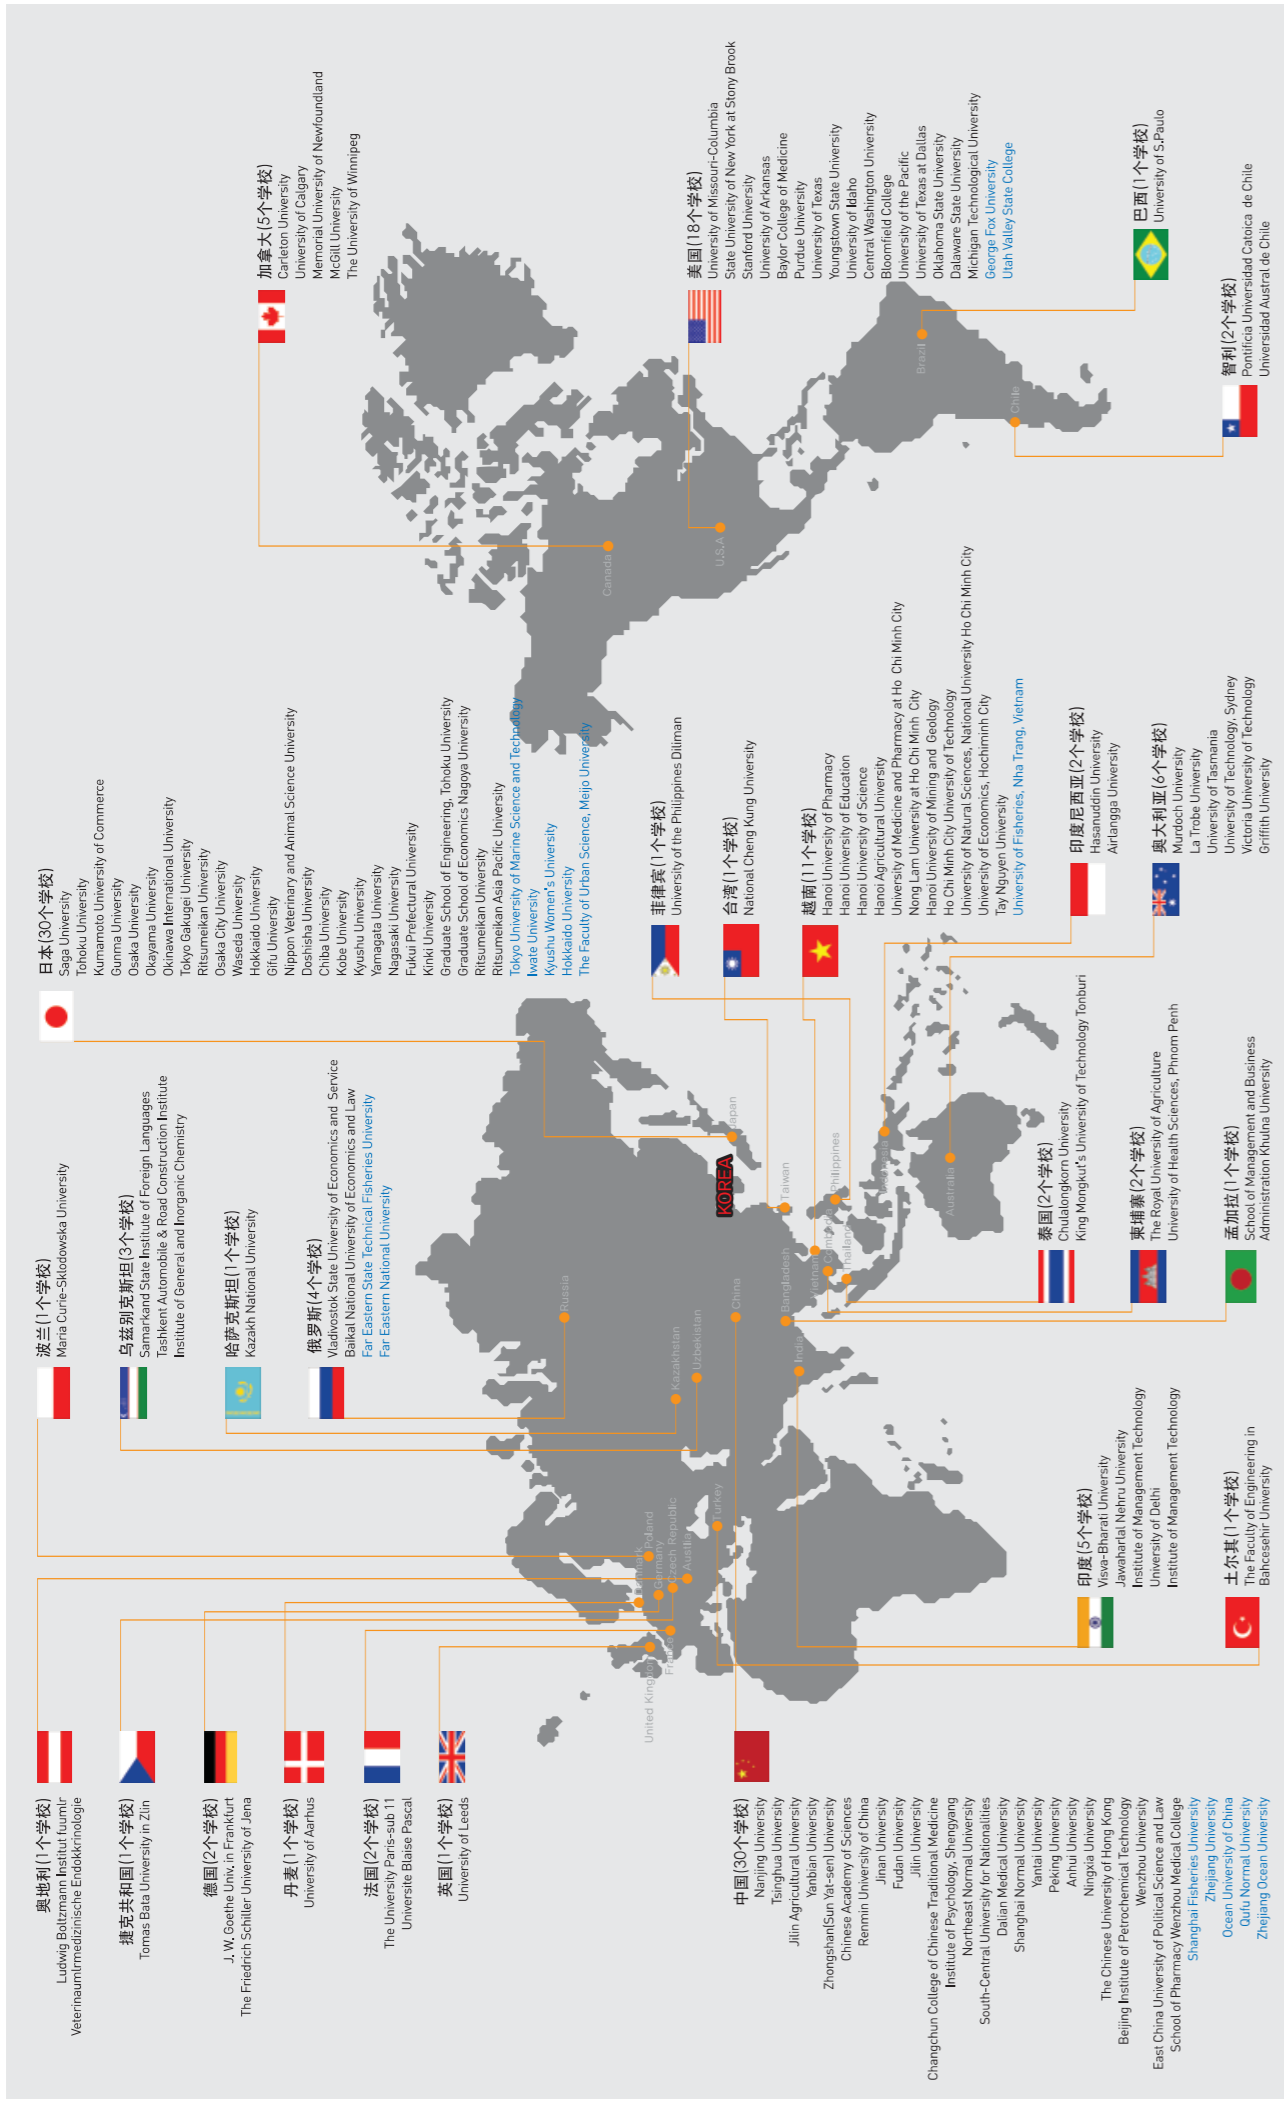 奥地利(1个学校)
Ludwig Boltzmann Institut fuumlr
Veterinaumlrmedizinische Endokkrinologie
捷克共和国(1个学校)
Tomas Bata University in Zlin
德国(2个学校)
J. W. Goethe Univ. in Frankfurt
The Friedrich Schiller University of Jena
丹麦(1个学校)
University of Aarhus
法国(2个学校)
The University Paris-sub 11
Universite Blaise Pascal
英国(1个学校)
University of Leeds
中国(30个学校)
Nanjing University
Tsinghua University
Jilin Agricultural University
Yanbian University
Zhongshan(Sun Yat-sen) University
Chinese Academy of Sciences
Renmin University of China
Jinan University
Fudan University
Jilin University
Changchun College of Chinese Traditional Medicine
Institute of Psychology, Shengyang
Northeast Normal University
South-Central University for Nationalities
Dalian Medical University
Shanghai Normal University
Yantai University
Peking University
Anhui University
Ningxia University
The Chinese University of Hong Kong
Beijing Institute of Petrochemical Technology
Wenzhou University
East China University of Political Science and Law
School of Pharmacy Wenzhou Medical College
Shanghai Fisheries University
Zhejiang University
Ocean University of China
Qufu Normal University
Zhejiang Ocean University
波兰(1个学校)
Maria Curie-Sklodowska University
乌兹别克斯坦(3个学校)
Samarkand State Institute of Foreign Languages
Tashkent Automobile & Road Construction Institute
Institute of General and Inorganic Chemistry
哈萨克斯坦(1个学校)
Kazakh National University
俄罗斯(4个学校)
Vladivostok State University of Economics and Service
Baikal National University of Economics and Law
Far Eastern State Technical Fisheries University
Far Eastern National University
印度(5个学校)
Visva-Bharati University
Jawaharlal Nehru University
Institute of Management Technology
University of Delhi
Institute of Management Technology
土尔其(1个学校)
The Faculty of Engineering in
Bahcesehir University
泰国(2个学校)
Chulalongkorn University
King Mongkut's University of Technology Tonburi
柬埔寨(2个学校)
The Royal University of Agriculture
University of Health Sciences, Phnom Penh
孟加拉(1个学校)
School of Management and Business
Administration Khulna University
日本(30个学校)
Saga University
Tohoku University
Kumamoto University of Commerce
Gunma University
Osaka University
Okayama University
Okinawa International University
Tokyo Gakugei University
Ritsumeikan University
Osaka City University
Waseda University
Hokkaido University
Gifu University
Nippon Veterinary and Animal Science University
Doshisha University
Chiba University
Kobe University
Kyushu University
Yamagata University
Nagasaki University
Fukui Prefectural University
Kinki University
Graduate School of Engineering, Tohoku University
Graduate School of Economics Nagoya University
Ritsumeikan University
Ritsumeikan Asia Pacific University
Tokyo University of Marine Science and Technology
Iwate University
Kyushu Women's University
Hokkaido University
The Faculty of Urban Science, Meijo University
菲律宾(1个学校)
University of the Philippines Diliman
台湾(1个学校)
National Cheng Kung University
越南(11个学校)
Hanoi University of Pharmacy
Hanoi University of Education
Hanoi University of Science
Hanoi Agricultural University
University of Medicine and Pharmacy at Ho Chi Minh City
Nong Lam University at Ho Chi Minh City
Hanoi University of Mining and Geology
Ho Chi Minh City University of Technology
University of Natural Sciences, National University Ho Chi Minh City
University of Economics, Hochiminh City
Tay Nguyen University
University of Fisheries, Nha Trang, Vietnam
印度尼西亚(2个学校)
Hasanuddin University
Airlangga University
奥大利亚(6个学校)
Murdoch University
La Trobe University
University of Tasmania
University of Technology, Sydney
Victoria University of Technology
Griffith University
加拿大(5个学校)
Carleton University
University of Calgary
Memorial University of Newfoundland
McGill University
The University of Winnipeg
美国(18个学校)
University of Missouri-Columbia
State University of New York at Stony Brook
Stanford University
University of Arkansas
Baylor College of Medicine
Purdue University
University of Texas
Youngstown State University
University of Idaho
Central Washington University
Bloomfield College
University of the Pacific
University of Texas at Dallas
Oklahoma State University
Dalaware State University
Michigan Technological University
George Fox University
Utah Valley State College
巴西(1个学校)
University of S.Paulo
智利(2个学校)
Pontificia Universidad Catoica de Chile
Universidad Austral de Chile
United Kingdom
France
Germany
Poland
Czech Republic
Austria
Turkey
Russia
Kazakhstan
Uzbekistan
China
India
Bangladesh
Vietnam
Cambodia
Thailand
Philippines
Taiwan
KOREA
Japan
Australia
Canada
U.S.A
Brazil
Chile